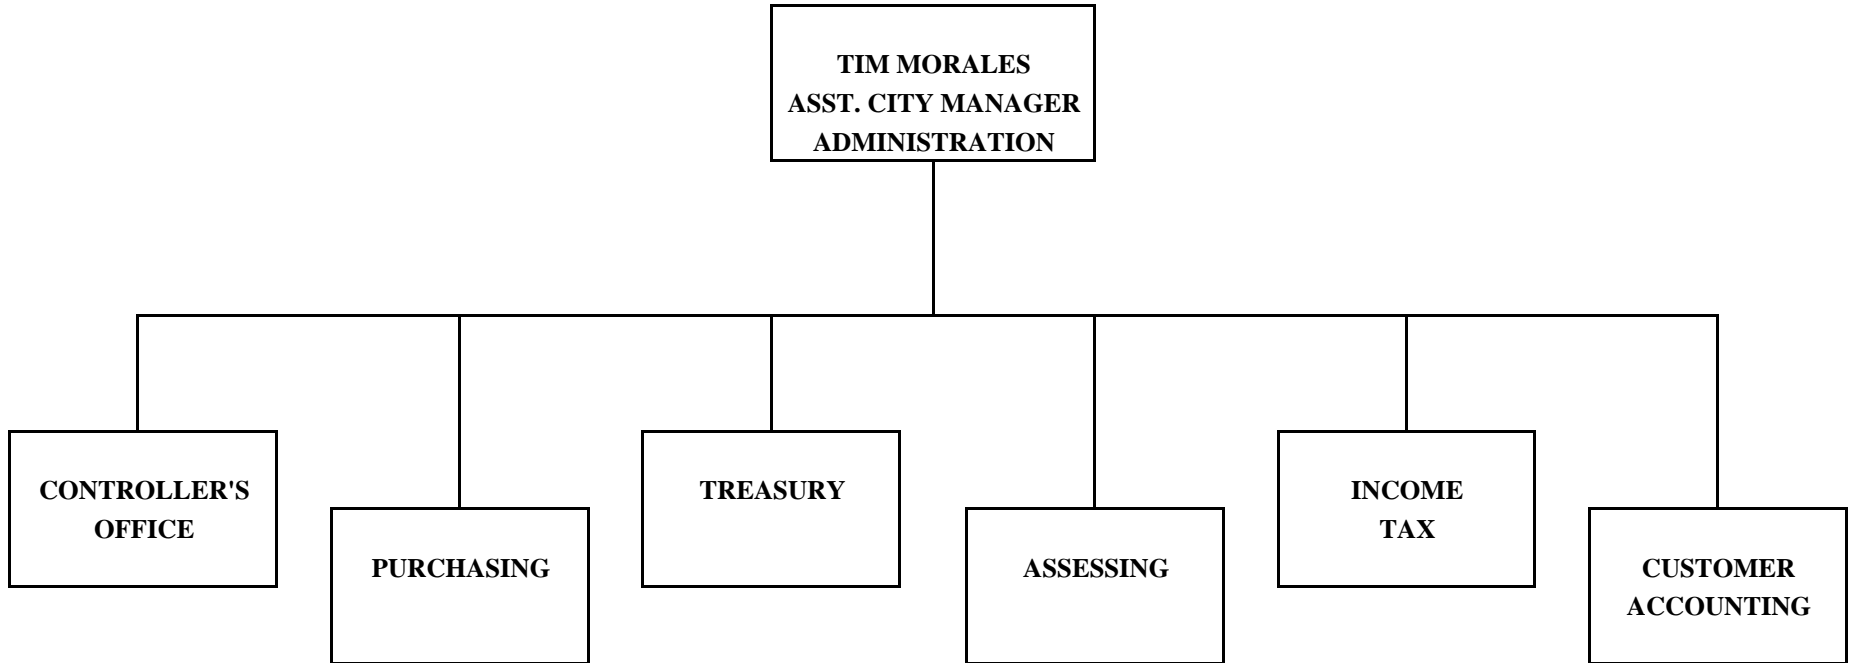 TIM MORALES
ASST. CITY MANAGER
ADMINISTRATION
CONTROLLER'S
OFFICE
PURCHASING
TREASURY
ASSESSING
INCOME
TAX
CUSTOMER
ACCOUNTING